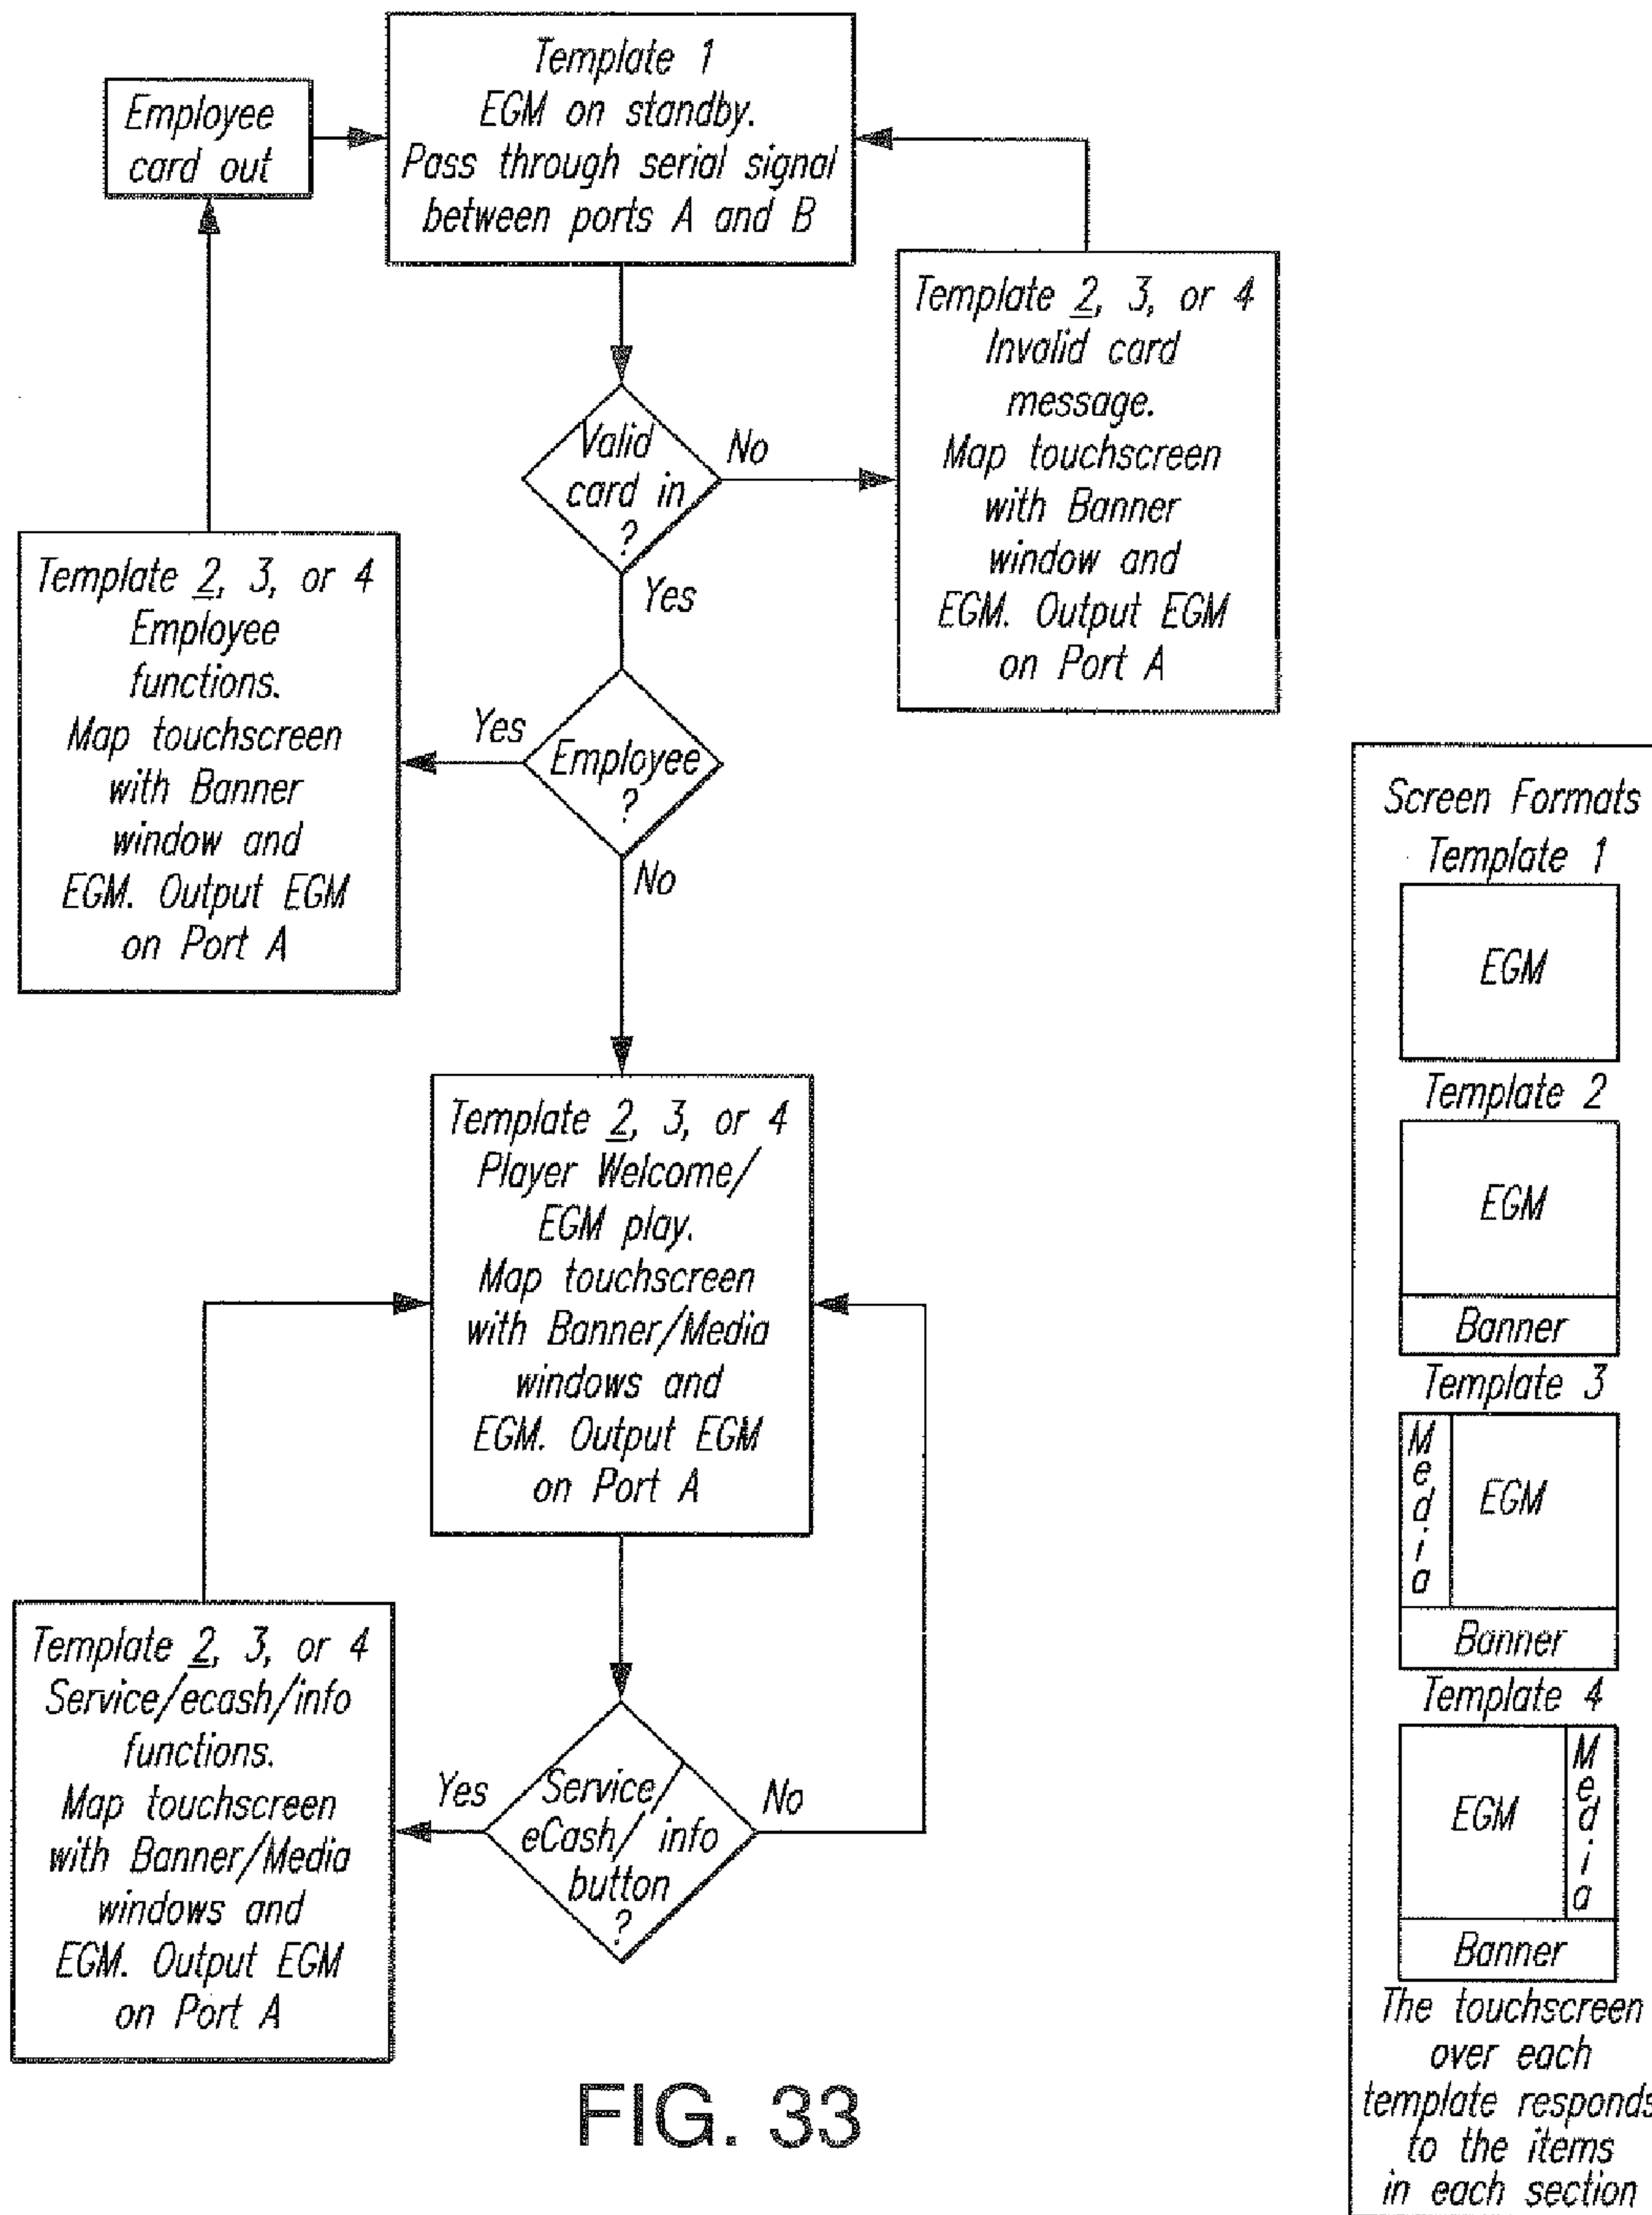 Template 1
EGM on standby.
Pass through serial signal
between ports A and B
Employee
card out
Template 2, 3, or 4
Invalid card
message.
Map touchscreen
with Banner
window and
EGM. Output EGM
on Port A
Valid
card in
?
No
Yes
Template 2, 3, or 4
Employee
functions.
Map touchscreen
with Banner
window and
EGM. Output EGM
on Port A
Yes
Employee
?
No
Template 2, 3, or 4
Player Welcome/
EGM play.
Map touchscreen
with Banner/Media
windows and
EGM. Output EGM
on Port A
Template 2, 3, or 4
Service/ecash/info
functions.
Map touchscreen
with Banner/Media
windows and
EGM. Output EGM
on Port A
Yes
Service/
eCash/ info
button
?
No
Screen Formats
Template 1
EGM
Template 2
EGM
Banner
Template 3
Media
EGM
Banner
Template 4
EGM
Media
Banner
The touchscreen
over each
template responds
to the items
in each section
FIG. 33